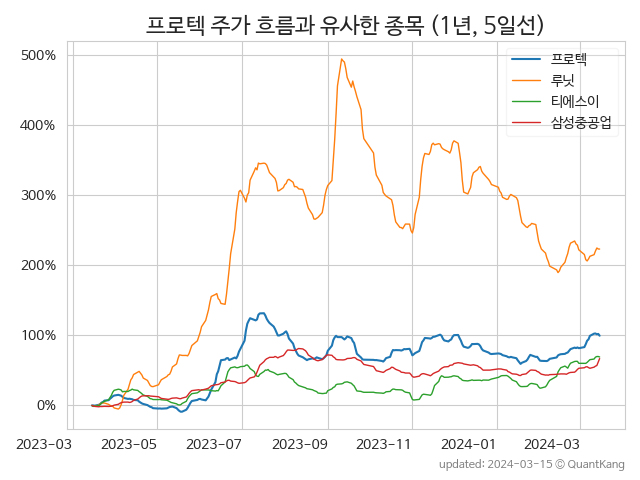 프로텍 주가 흐름과 유사한 종목 (1년, 5일선)
프로텍
루닛
티에스이
삼성중공업
500%
400%
300%
200%
100%
0%
2023-03 2023-05 2023-07 2023-09 2023-11 2024-01 2024-03
updated: 2024-03-15 © QuantKang